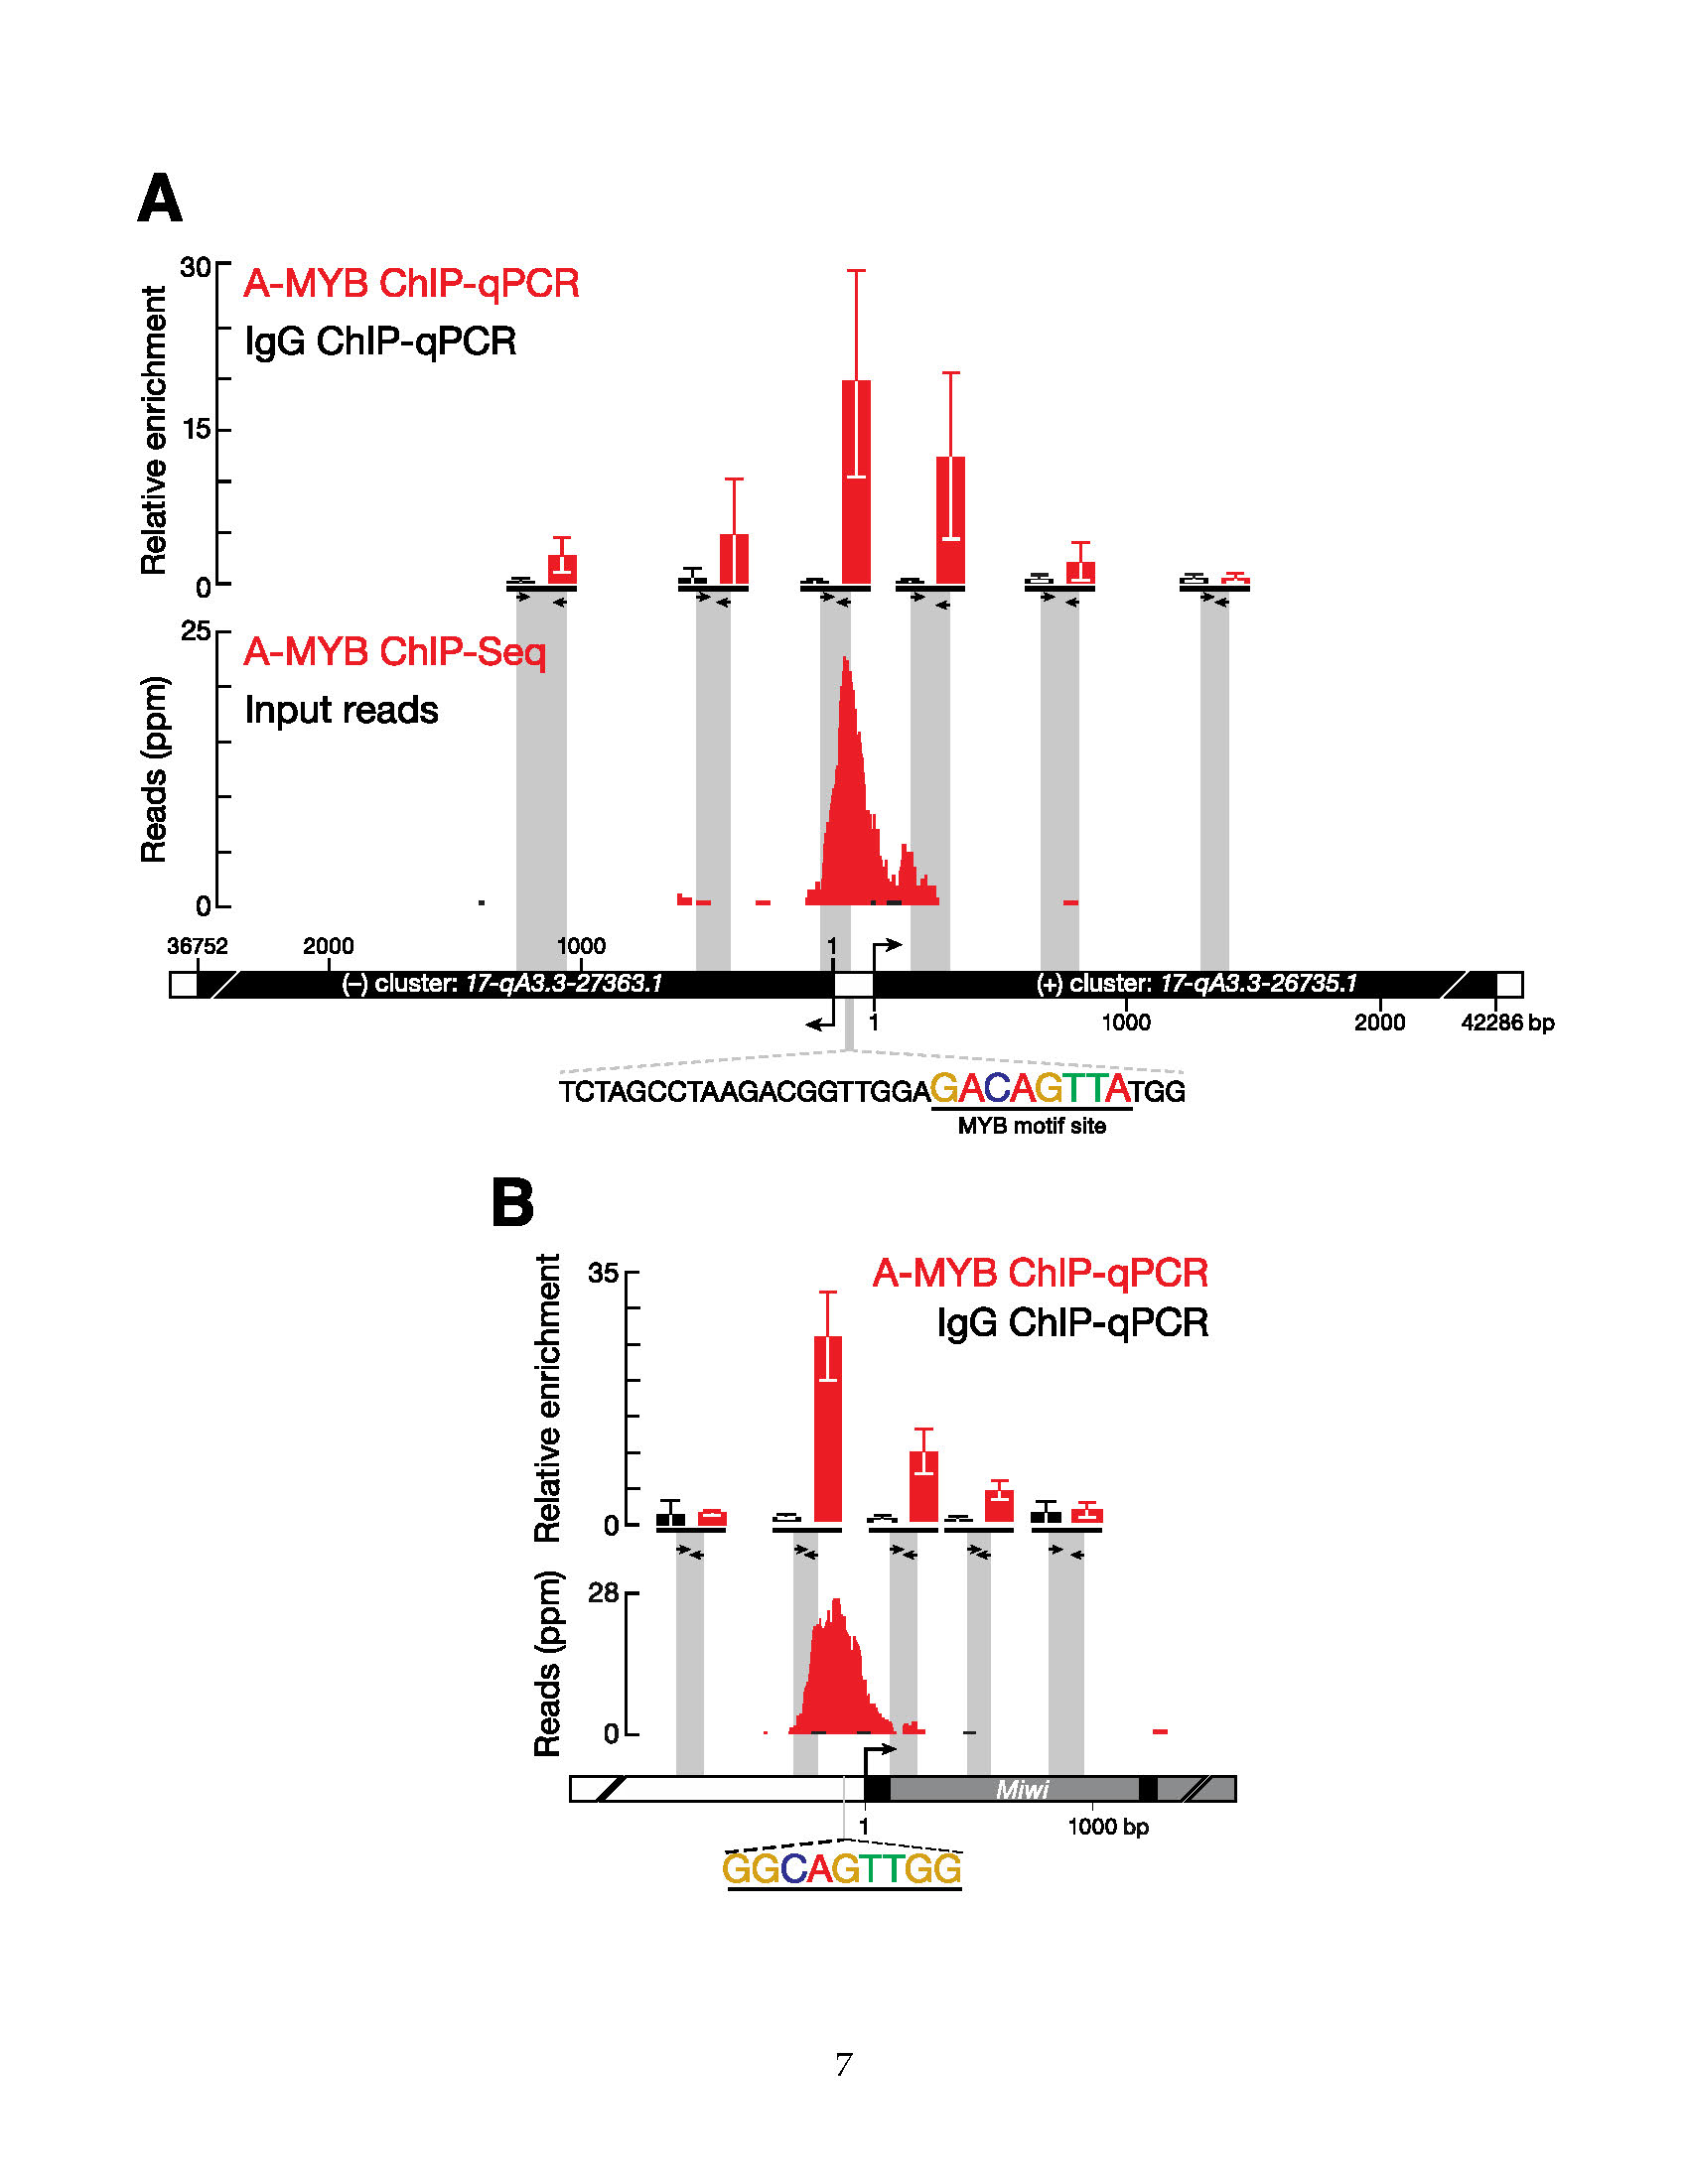 A
30
A-MYB ChIP-qPCR
IgG ChIP-qPCR
Relative enrichment
15
0
25
A-MYB ChIP-Seq
Input reads
Reads (ppm)
0
36752 2000 1000 1
(–) cluster: 17-qA3.3-27363.1 (+) cluster: 17-qA3.3-26735.1
1 1000 2000 42286 bp
TCTAGCCTAAGACGGTTGGAGACAGTTATGG
MYB motif site
B
35
A-MYB ChIP-qPCR
IgG ChIP-qPCR
Relative enrichment
0
28
Reads (ppm)
0
Miwi
1 1000 bp
GGCAGTTGG
7